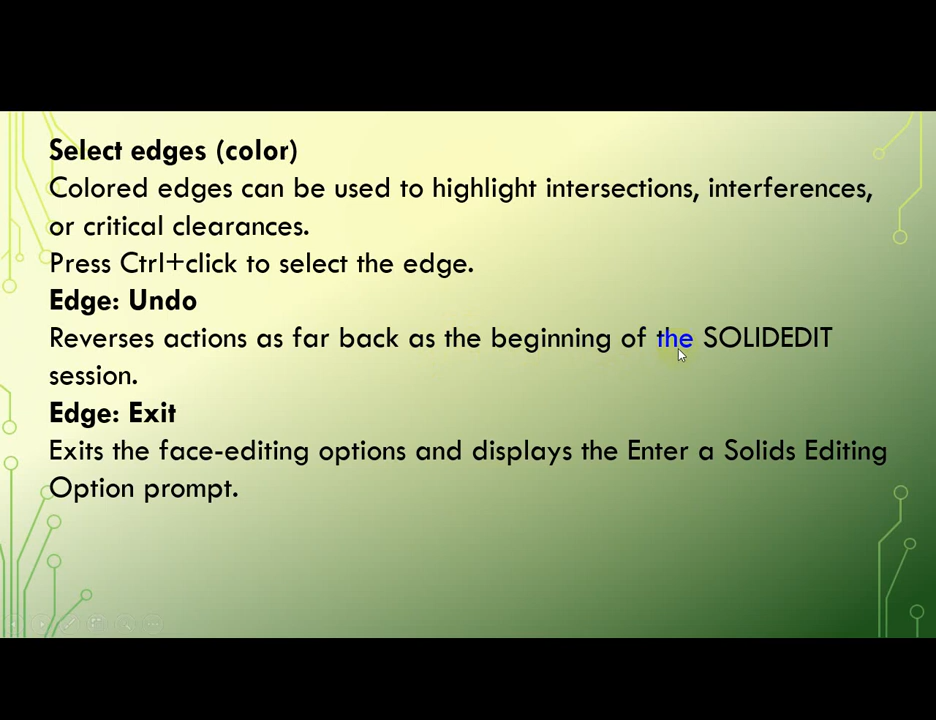 Select edges (color)
Colored edges can be used to highlight intersections, interferences,
or critical clearances.
Press Ctrl+click to select the edge.
Edge: Undo
Reverses actions as far back as the beginning of the SOLIDEDIT
session.
Edge: Exit
Exits the face-editing options and displays the Enter a Solids Editing
Option prompt.